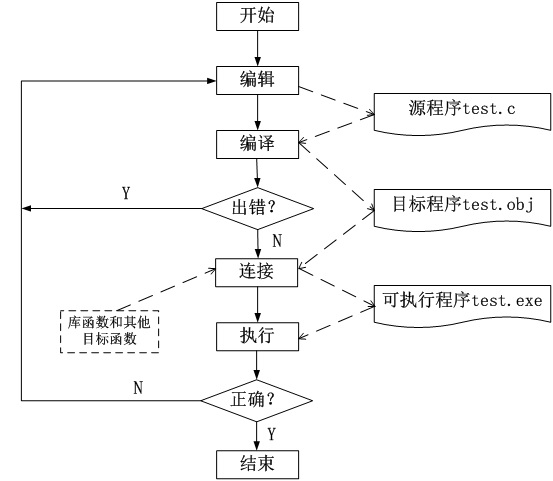 开始
编辑
源程序test.c
编译
Y
出错？
目标程序test.obj
N
连接
可执行程序test.exe
库函数和其他
目标函数
执行
N
正确？
Y
结束